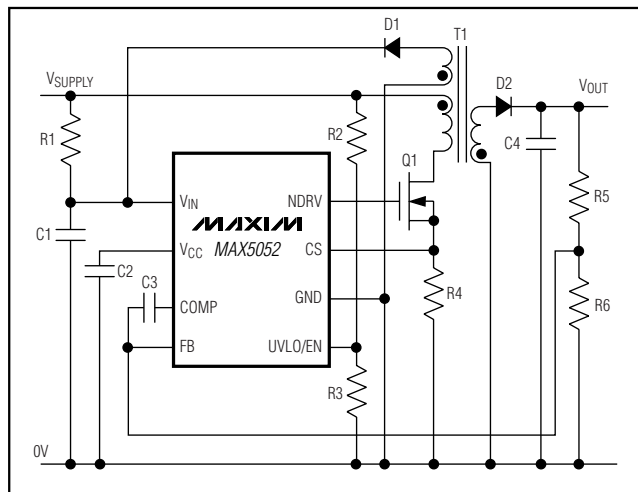 D1
T1
VSUPPLY
D2
VOUT
R1
R2
C4
Q1
VIN
NDRV
R5
MAXIM
MAX5052
C1
VCC
CS
C2
C3
R4
COMP
GND
R6
FB
UVLO/EN
R3
0V